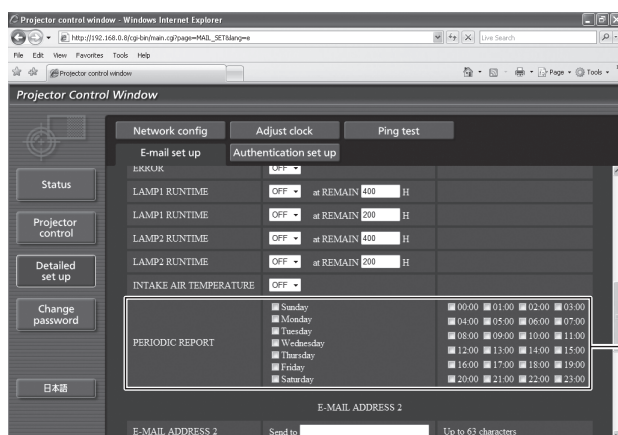 Projector control window - Windows Internet Explorer
http://192.168.0.8/cgi-bin/main.cgi?page=MAIL_SET&lang=e
Live Search
File Edit View Favorites Tools Help
Projector control window
Page Tools
Projector Control Window
Network config Adjust clock Ping test
E-mail set up Authentication set up
Status
Projector control
Detailed set up
Change password
日本語
ERROR OFF
LAMP1 RUNTIME OFF at REMAIN 400 H
LAMP1 RUNTIME OFF at REMAIN 200 H
LAMP2 RUNTIME OFF at REMAIN 400 H
LAMP2 RUNTIME OFF at REMAIN 200 H
INTAKE AIR TEMPERATURE OFF
PERIODIC REPORT
Sunday
Monday
Tuesday
Wednesday
Thursday
Friday
Saturday
00:00 01:00 02:00 03:00
04:00 05:00 06:00 07:00
08:00 09:00 10:00 11:00
12:00 13:00 14:00 15:00
16:00 17:00 18:00 19:00
20:00 21:00 22:00 23:00
E-MAIL ADDRESS 2
E-MAIL ADDRESS 2 Send to Up to 63 characters